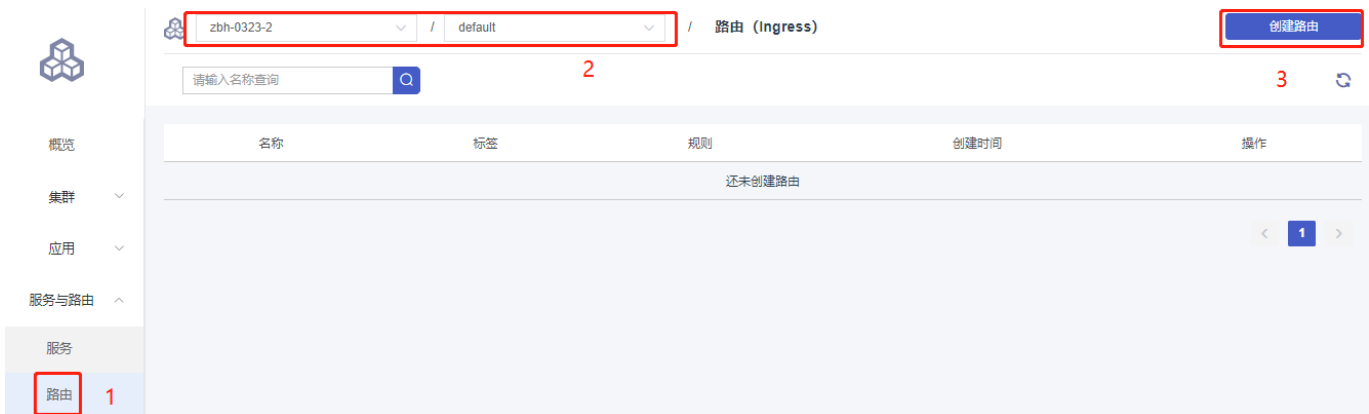 zbh-0323-2 / default / 路由（Ingress） 创建路由
请输入名称查询 2 3
概览 名称 标签 规则 创建时间 操作
还未创建路由
集群
< 1 >
应用
服务与路由
服务
路由 1